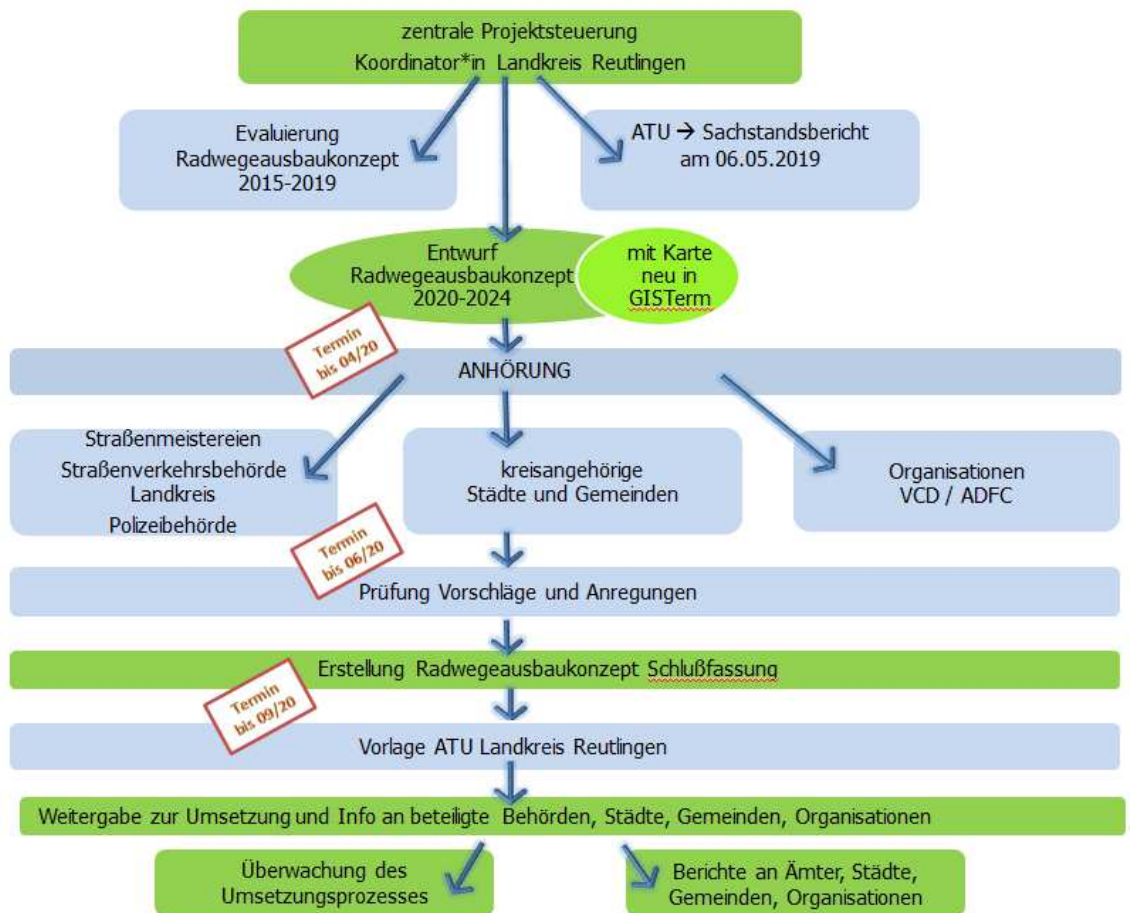 zentrale Projektsteuerung
Koordinator*in Landkreis Reutlingen
Evaluierung
Radwegeausbaukonzept
2015-2019
ATU → Sachstandsbericht
am 06.05.2019
Entwurf
Radwegeausbaukonzept
2020-2024
mit Karte
neu in
GISTerm
Termin
bis 04/20
ANHÖRUNG
Straßenmeistereien
Straßenverkehrsbehörde
Landkreis
Polizeibehörde
kreisangehörige
Städte und Gemeinden
Organisationen
VCD / ADFC
Termin
bis 06/20
Prüfung Vorschläge und Anregungen
Erstellung Radwegeausbaukonzept Schlußfassung
Termin
bis 09/20
Vorlage ATU Landkreis Reutlingen
Weitergabe zur Umsetzung und Info an beteiligte Behörden, Städte, Gemeinden, Organisationen
Überwachung des
Umsetzungsprozesses
Berichte an Ämter, Städte,
Gemeinden, Organisationen